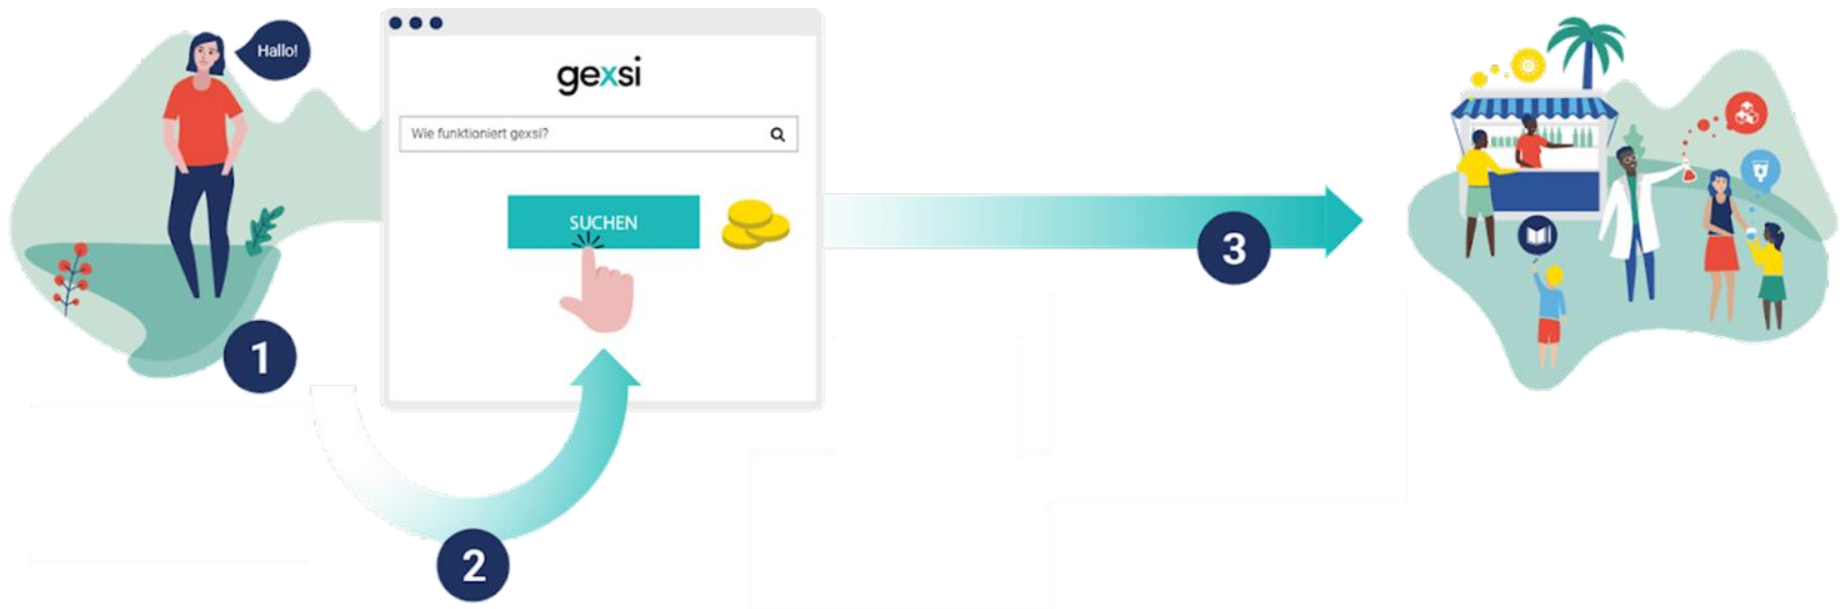 Hallo!
gexsi
Wie funktioniert gexsi?
SUCHEN
1
2
3